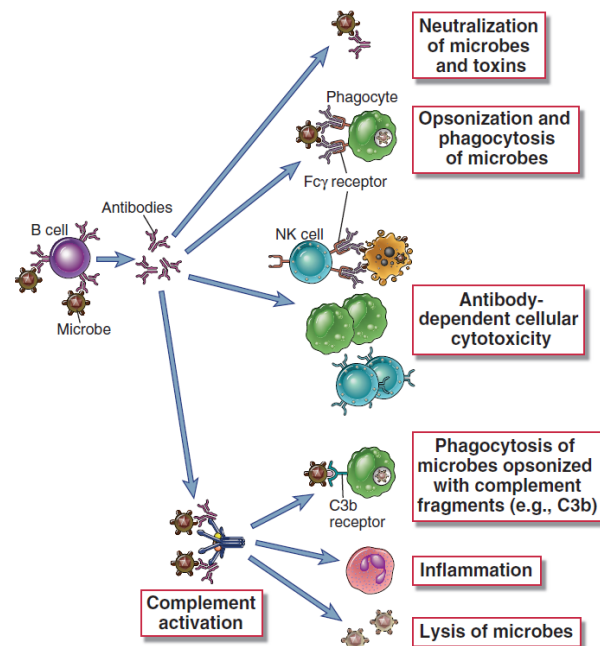 Neutralization
of microbes
and toxins
Phagocyte
Opsonization and
phagocytosis
of microbes
Fcγ receptor
Antibodies
B cell
NK cell
Microbe
Antibody-
dependent cellular
cytotoxicity
Phagocytosis of
microbes opsonized
with complement
fragments (e.g., C3b)
C3b
receptor
Inflammation
Complement
activation
Lysis of microbes